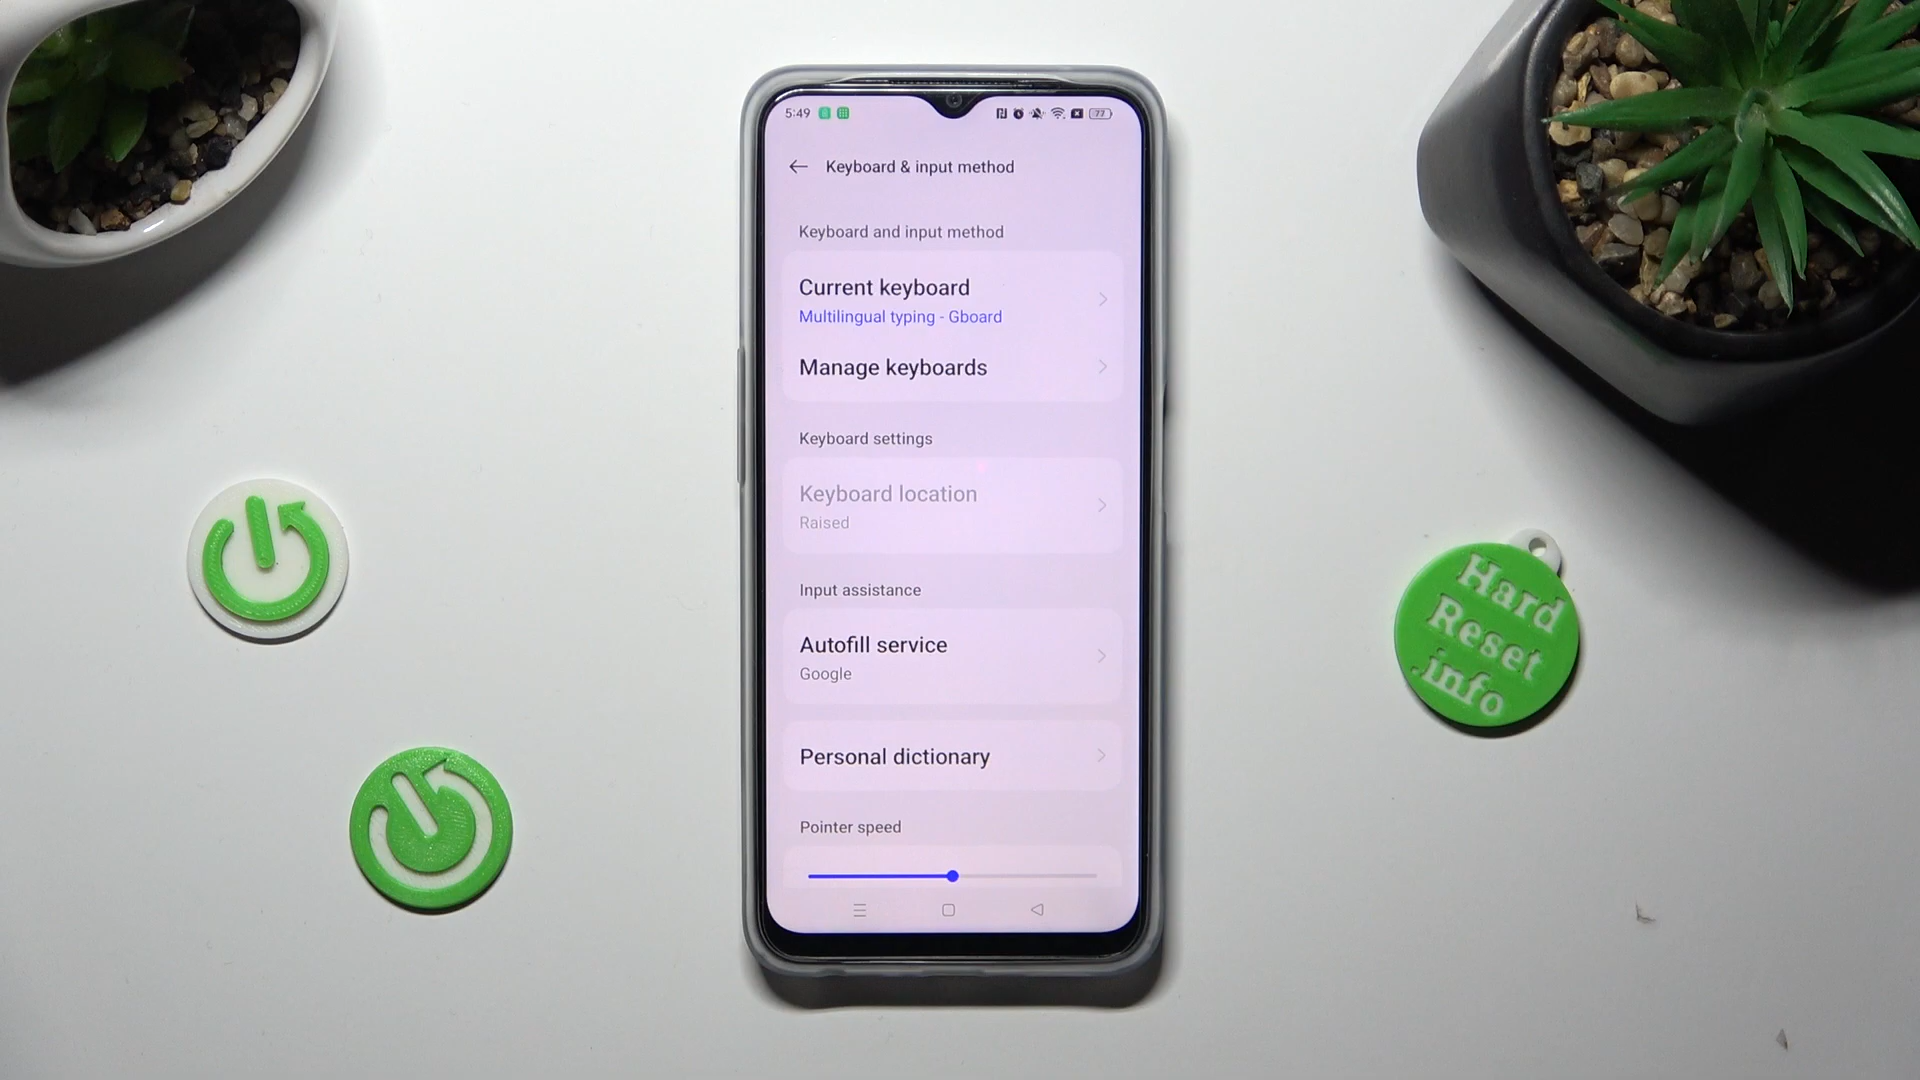 5:49
77
Keyboard & input method
Keyboard and input method
Current keyboard
Multilingual typing - Gboard
Manage keyboards
Keyboard settings
Keyboard location
Raised
Input assistance
Autofill service
Google
Personal dictionary
Pointer speed
Hard
Reset
.info